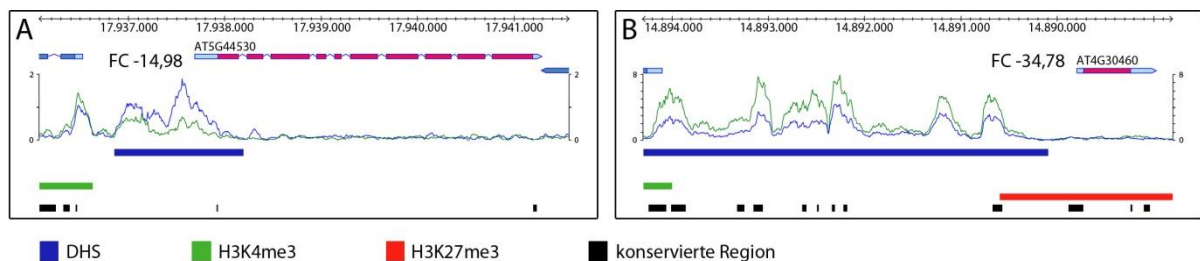 A
17.937.000 17.938.000 17.939.000 17.940.000 17.941.000
AT5G44530
FC -14,98
2 2
0 0
B
14.894.000 14.893.000 14.892.000 14.891.000 14.890.000
FC -34,78 AT4G30460
8 8
0 0
DHS H3K4me3 H3K27me3 konservierte Region